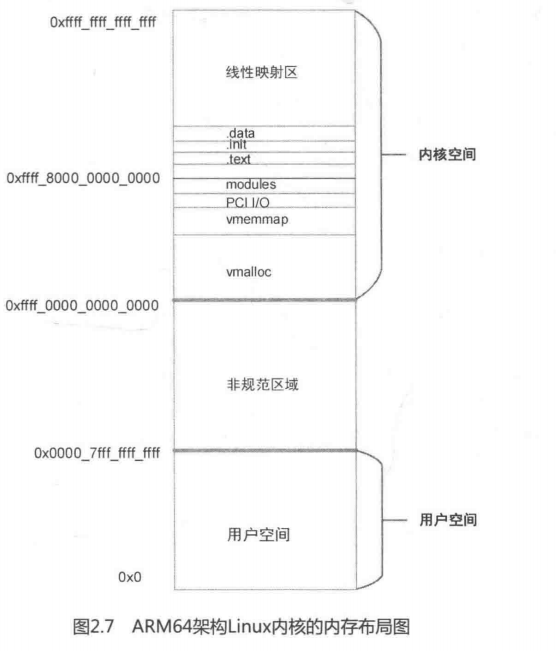 0xffff_ffff_ffff_ffff
线性映射区
.data
.init
.text
内核空间
0xffff_8000_0000_0000
modules
PCI I/O
vmemmap
vmalloc
0xffff_0000_0000_0000
非规范区域
0x0000_7fff_ffff_ffff
用户空间
用户空间
0x0
图2.7 ARM64架构Linux内核的内存布局图